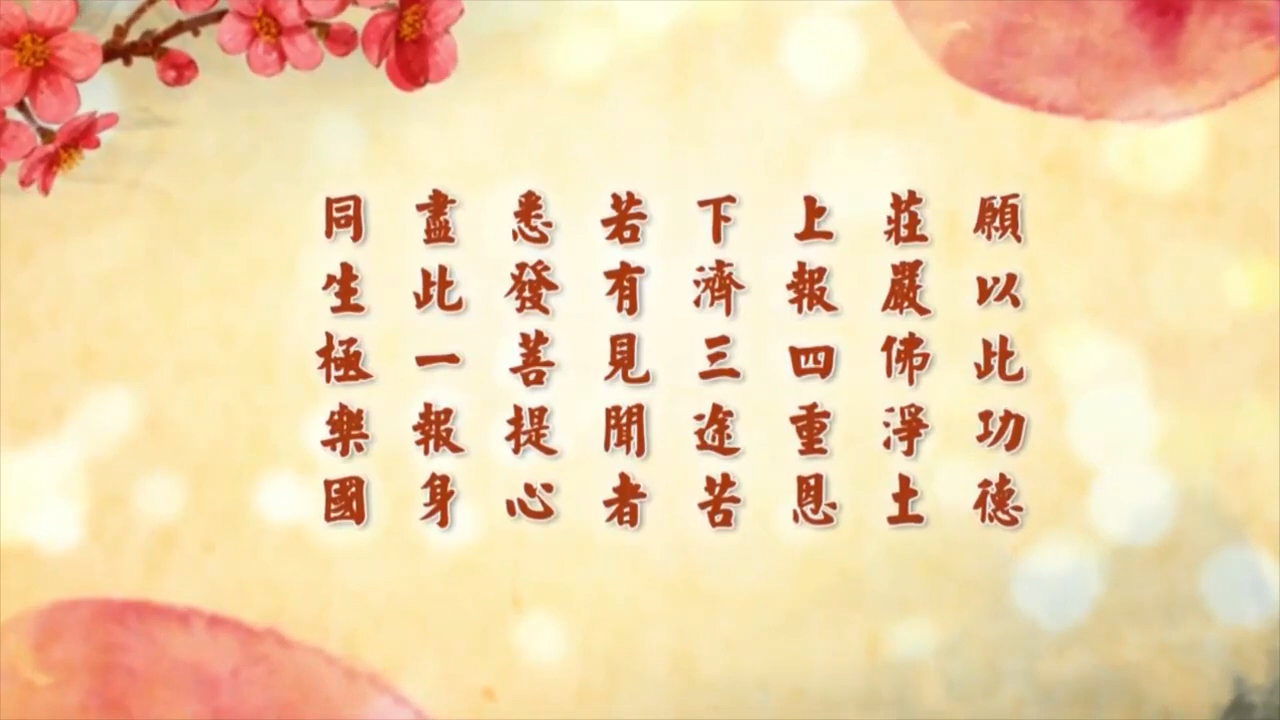 願以此功德
莊嚴佛淨土
上報四重恩
下濟三途苦
若有見聞者
悉發菩提心
盡此一報身
同生極樂國